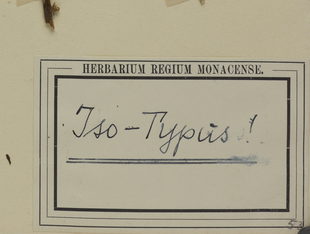 HERBARIUM REGIUM MONACENSE.
Iso-Typus!